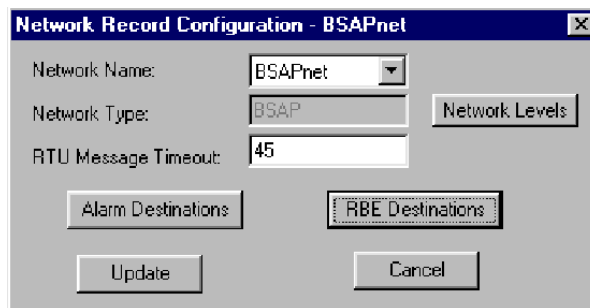 Network Record Configuration - BSAPnet
Network Name: BSAPnet
Network Type: BSAP Network Levels
RTU Message Timeout: 45
Alarm Destinations RBE Destinations
Update Cancel